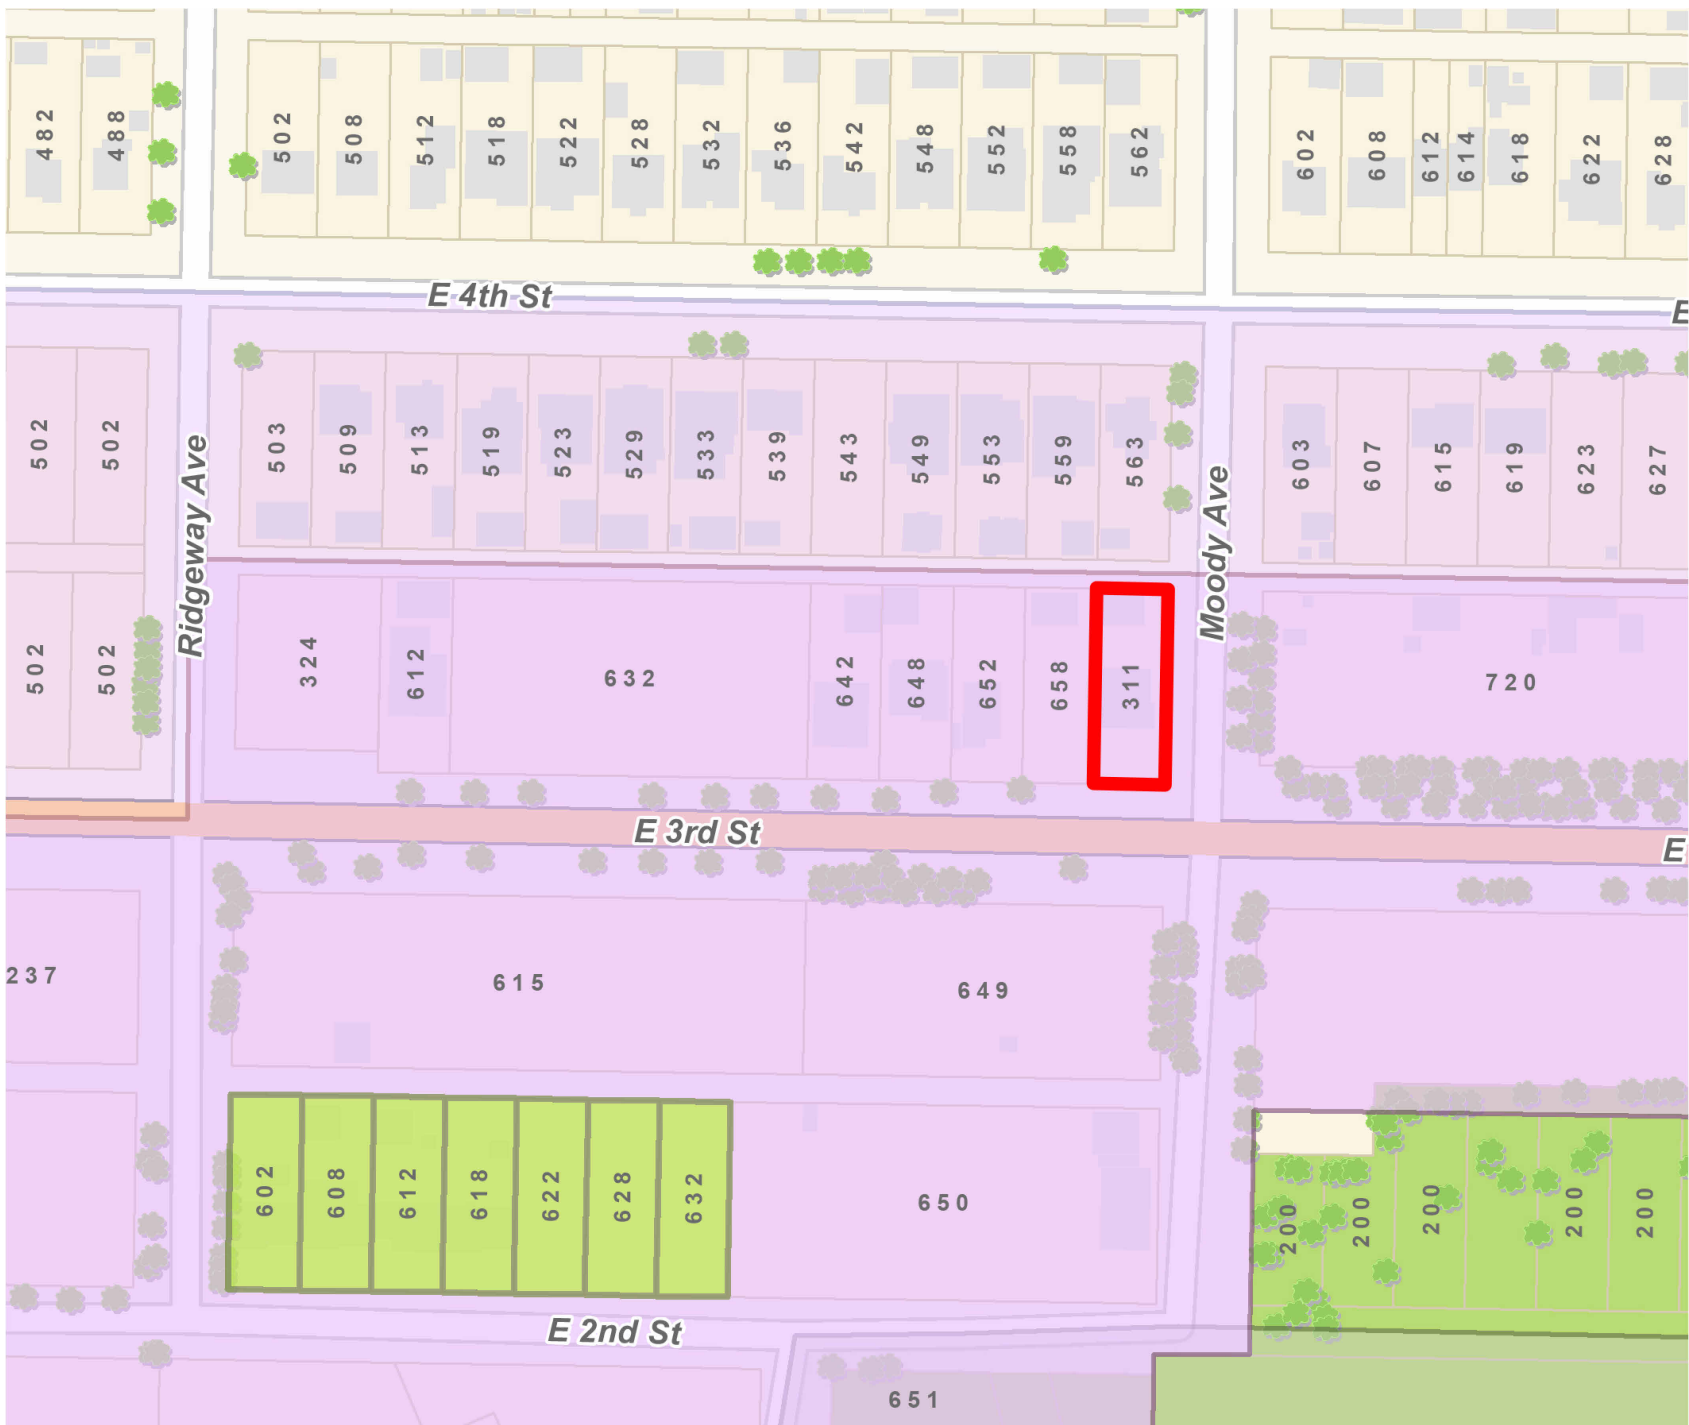 482 488 502 508 512 518 522 528 532 536 542 548 552 558 562 602 608 612 614 618 622 628
E 4th St E
502 502 503 509 513 519 523 529 533 539 543 549 553 559 563 603 607 615 619 623 627
Ridgeway Ave Moody Ave
502 502 324 612 632 642 648 652 658 311 720
E 3rd St E
237 615 649
602 608 612 618 622 628 632 650 200 200 200 200 200
E 2nd St
651